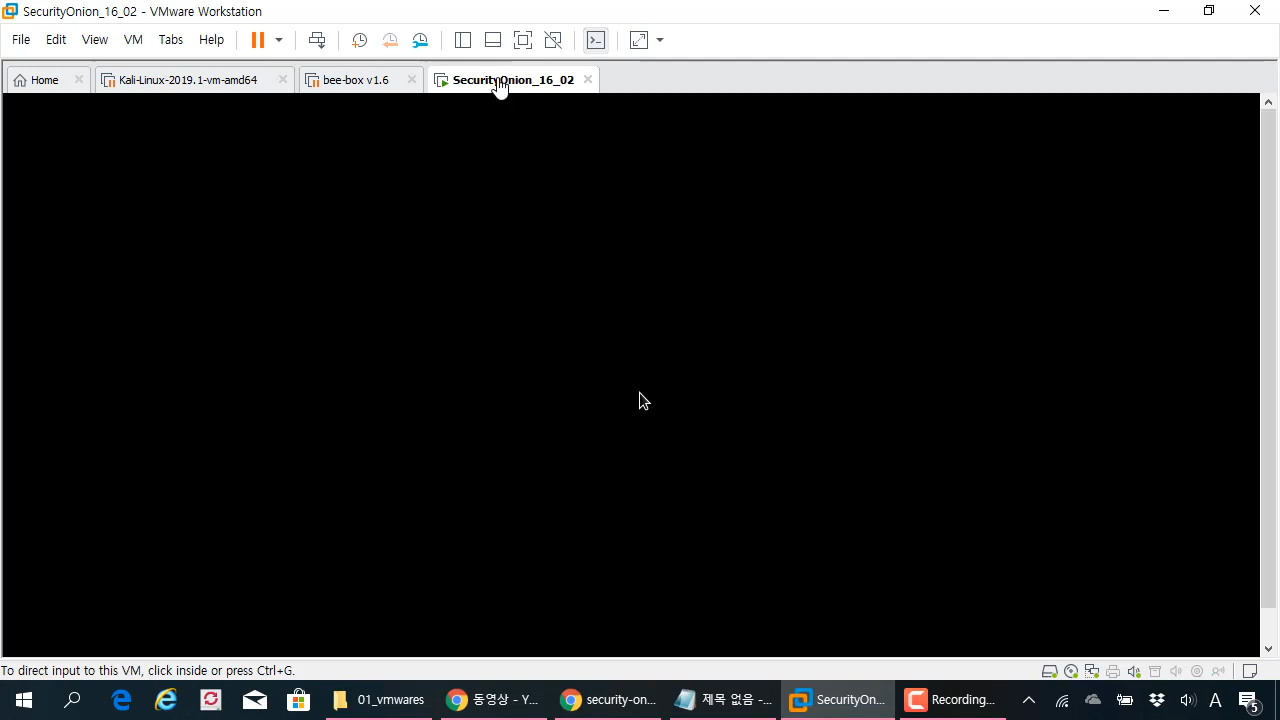 SecurityOnion_16_02 - VMware Workstation
File Edit View VM Tabs Help
Home Kali-Linux-2019.1-vm-amd64 bee-box v1.6 SecurityOnion_16_02
To direct input to this VM, click inside or press Ctrl+G.
01_vmwares 동영상 - Y... security-on... 제목 없음 -... SecurityOn... Recording... A 5